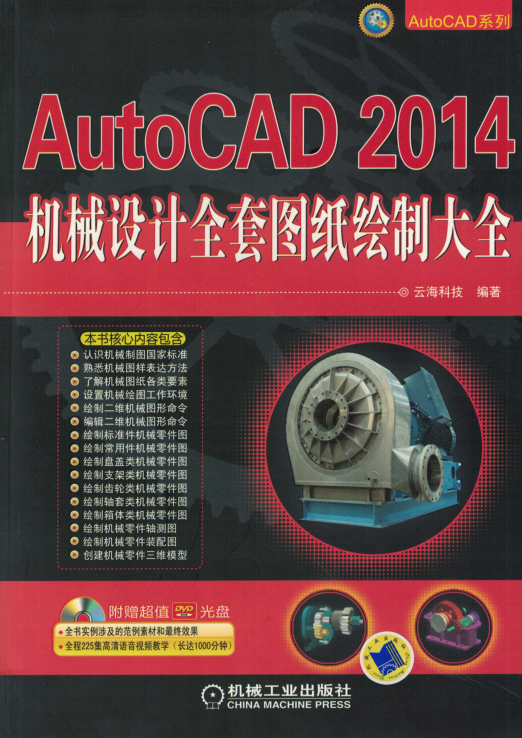 AutoCAD系列
AutoCAD 2014
机械设计全套图纸绘制大全
云海科技 编著
本书核心内容包含
认识机械制图国家标准
熟悉机械图样表达方法
了解机械图纸各类要素
设置机械绘图工作环境
绘制二维机械图形命令
编辑二维机械图形命令
绘制标准件机械零件图
绘制常用件机械零件图
绘制盘盖类机械零件图
绘制支架类机械零件图
绘制齿轮类机械零件图
绘制轴套类机械零件图
绘制箱体类机械零件图
绘制机械零件轴测图
绘制机械零件装配图
创建机械零件三维模型
附赠超值 DVD 光盘
全书实例涉及的范例素材和最终效果
全程225集高清语音视频教学（长达1000分钟）
机械工业出版社
CHINA MACHINE PRESS